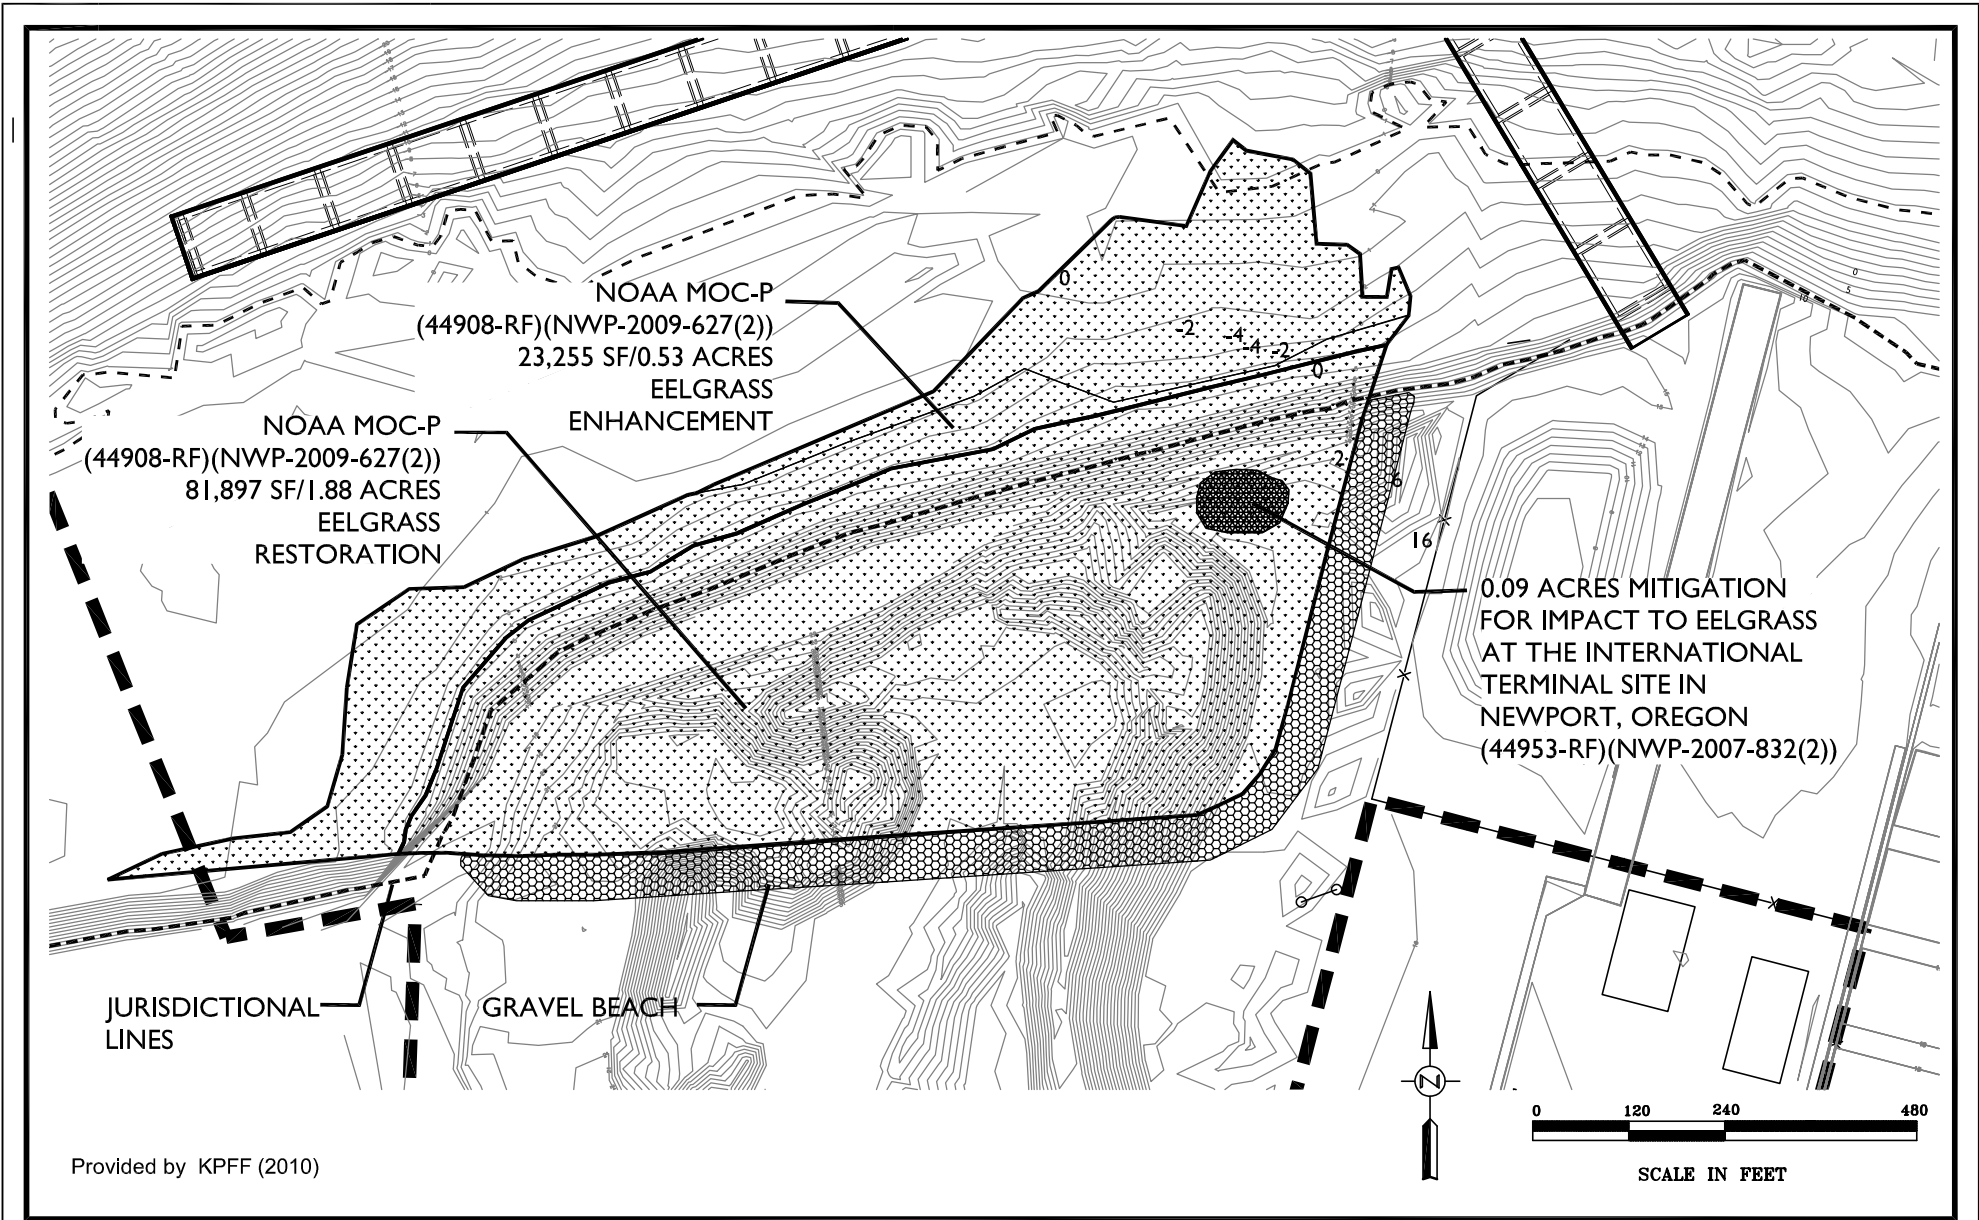 NOAA MOC-P
(44908-RF)(NWP-2009-627(2))
23,255 SF/0.53 ACRES
EELGRASS
ENHANCEMENT
NOAA MOC-P
(44908-RF)(NWP-2009-627(2))
81,897 SF/1.88 ACRES
EELGRASS
RESTORATION
0
-2
-4
-4
-2
0
2
6
16
0.09 ACRES MITIGATION
FOR IMPACT TO EELGRASS
AT THE INTERNATIONAL
TERMINAL SITE IN
NEWPORT, OREGON
(44953-RF)(NWP-2007-832(2))
JURISDICTIONAL
LINES
GRAVEL BEACH
N
0 120 240 480
SCALE IN FEET
Provided by KPFF (2010)